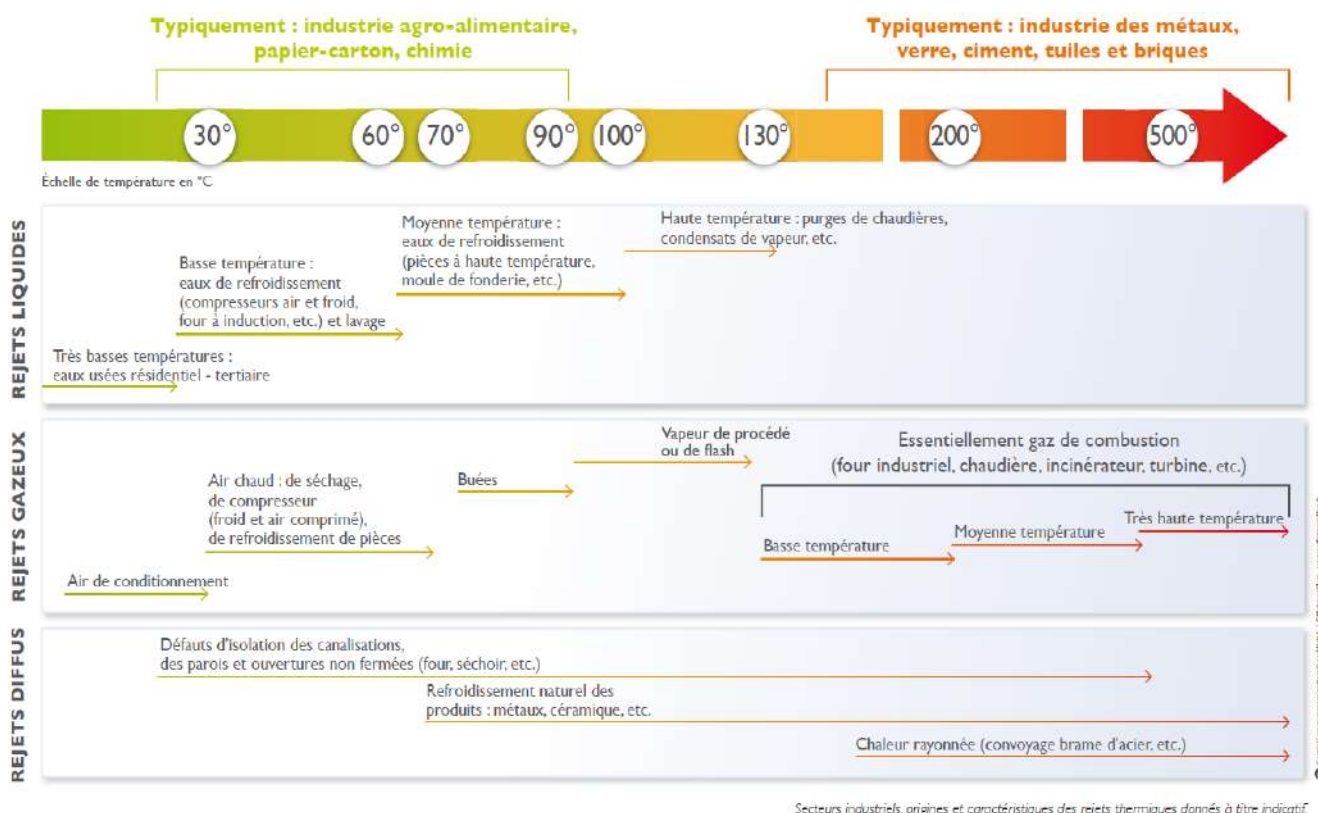 Typiquement : industrie agro-alimentaire,
papier-carton, chimie
Typiquement : industrie des métaux,
verre, ciment, tuiles et briques
30°
60°
70°
90°
100°
130°
200°
500°
Échelle de température en °C
REJETS LIQUIDES
Très basses températures :
eaux usées résidentiel - tertiaire
Basse température :
eaux de refroidissement
(compresseurs air et froid,
four à induction, etc.) et lavage
Moyenne température :
eaux de refroidissement
(pièces à haute température,
moule de fonderie, etc.)
Haute température : purges de chaudières,
condensats de vapeur, etc.
REJETS GAZEUX
Air de conditionnement
Air chaud : de séchage,
de compresseur
(froid et air comprimé),
de refroidissement de pièces
Buées
Vapeur de procédé
ou de flash
Essentiellement gaz de combustion
(four industriel, chaudière, incinérateur, turbine, etc.)
Basse température
Moyenne température
Très haute température
REJETS DIFFUS
Défauts d'isolation des canalisations,
des parois et ouvertures non fermées (four, séchoir, etc.)
Refroidissement naturel des
produits : métaux, céramique, etc.
Chaleur rayonnée (convoyage brame d'acier, etc.)
Secteurs industriels, origines et caractéristiques des rejets thermiques donnés à titre indicatif.